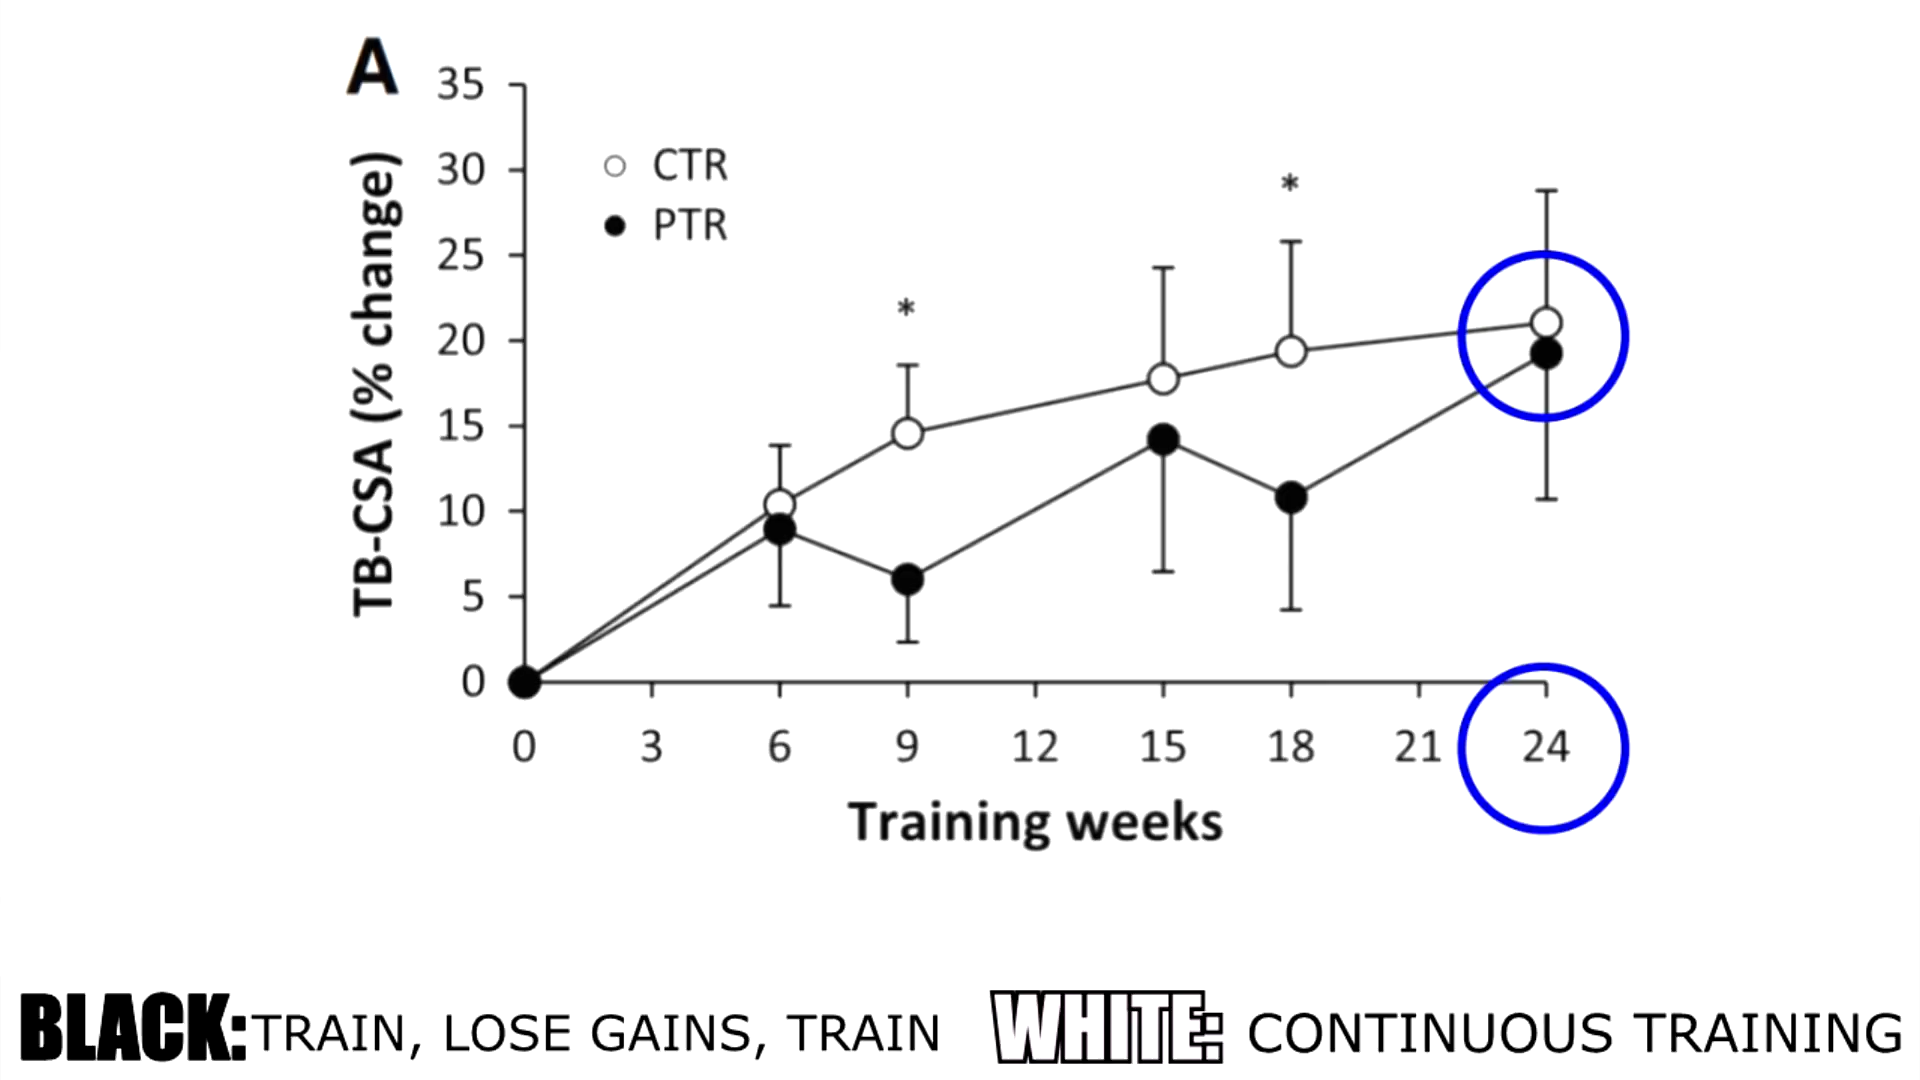 A
35
30
25
20
15
10
5
0
TB-CSA (% change)
CTR
PTR
*
*
0 3 6 9 12 15 18 21 24
Training weeks
BLACK: TRAIN, LOSE GAINS, TRAIN
WHITE: CONTINUOUS TRAINING